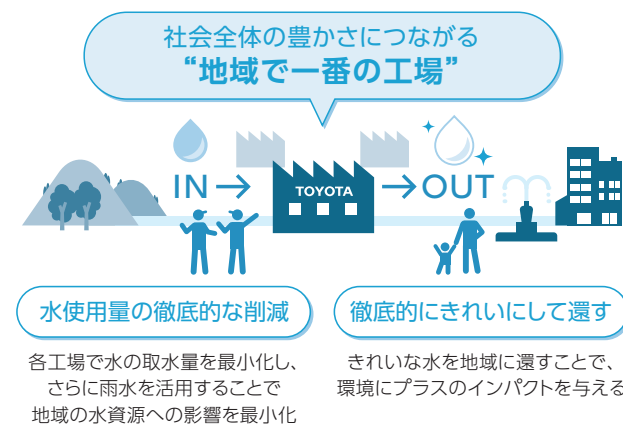 社会全体の豊かさにつながる
“地域で一番の工場”
IN
TOYOTA
OUT
水使用量の徹底的な削減
徹底的にきれいにして還す
各工場で水の取水量を最小化し、
さらに雨水を活用することで
地域の水資源への影響を最小化
きれいな水を地域に還すことで、
環境にプラスのインパクトを与える